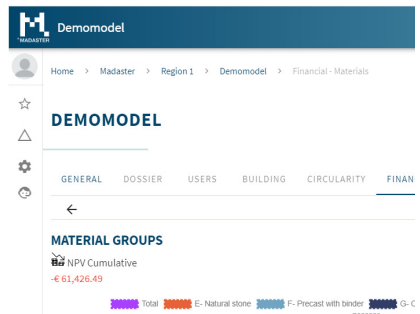 MADASTER
Demomodel
Home > Madaster > Region 1 > Demomodel > Financial - Materials
DEMOMODEL
GENERAL DOSSIER USERS BUILDING CIRCULARITY FINAN
MATERIAL GROUPS
NPV Cumulative
-€ 61,426.49
Total E- Natural stone F- Precast with binder G- C